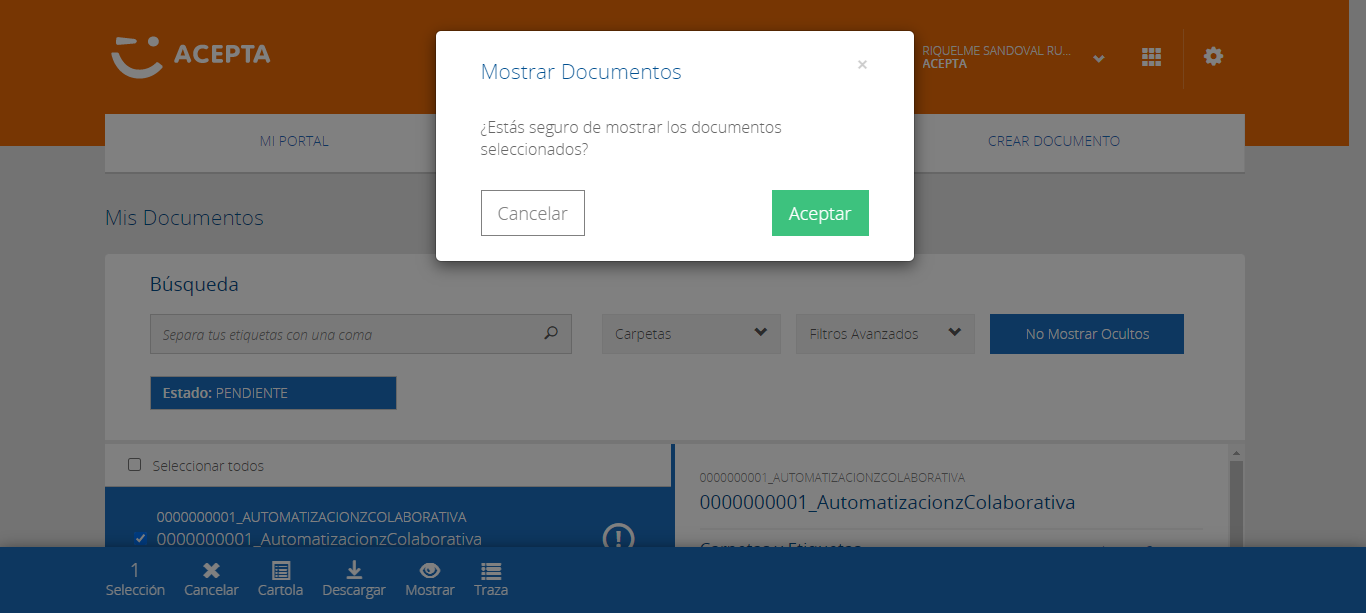 ACEPTA
RIQUELME SANDOVAL RU...
ACEPTA
Mostrar Documentos
×
¿Estás seguro de mostrar los documentos
seleccionados?
Cancelar
Aceptar
MI PORTAL
CREAR DOCUMENTO
Mis Documentos
Búsqueda
Separa tus etiquetas con una coma
Carpetas
Filtros Avanzados
No Mostrar Ocultos
Estado: PENDIENTE
Seleccionar todos
0000000001_AUTOMATIZACIONZCOLABORATIVA
0000000001_AutomatizacionzColaborativa
0000000001_AUTOMATIZACIONZCOLABORATIVA
0000000001_AutomatizacionzColaborativa
Carpetas y Etiquetas
1
Selección
Cancelar
Cartola
Descargar
Mostrar
Traza